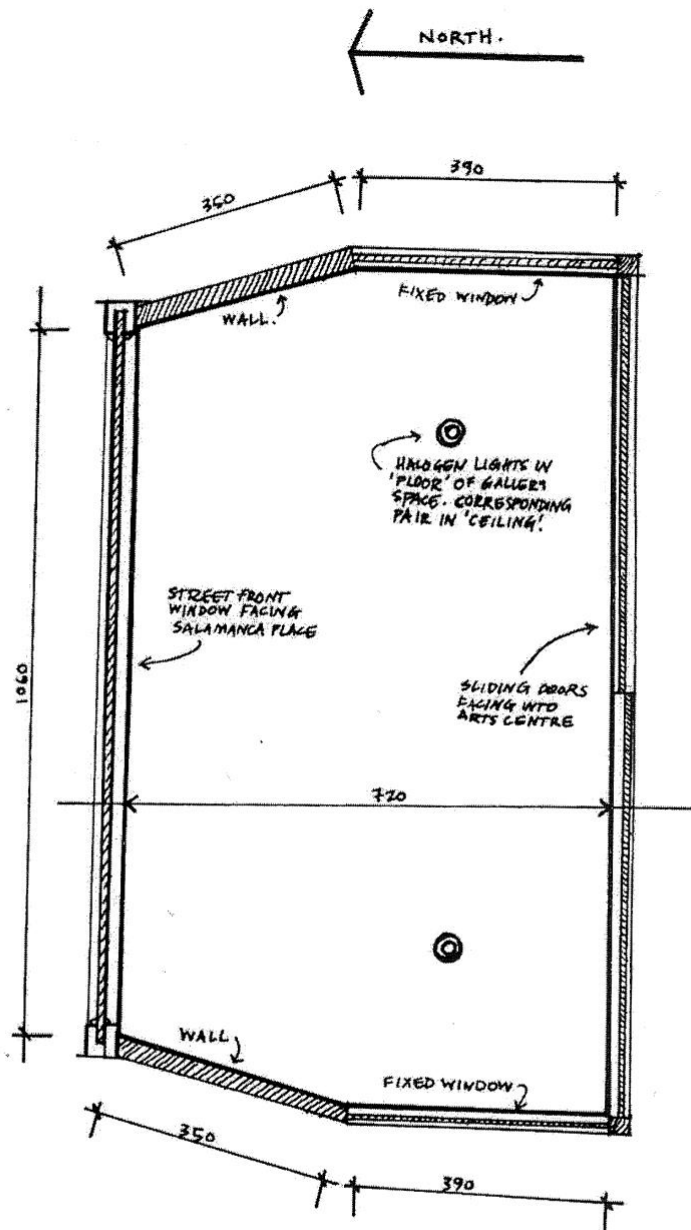 NORTH.
390
350
FIXED WINDOW
WALL.
HALOGEN LIGHTS IN
'FLOOR' OF GALLERY
SPACE. CORRESPONDING
PAIR IN 'CEILING'.
STREET FRONT
WINDOW FACING
SALAMANCA PLACE
1060
SLIDING DOORS
FACING INTO
ARTS CENTRE
720
WALL
FIXED WINDOW
350
390